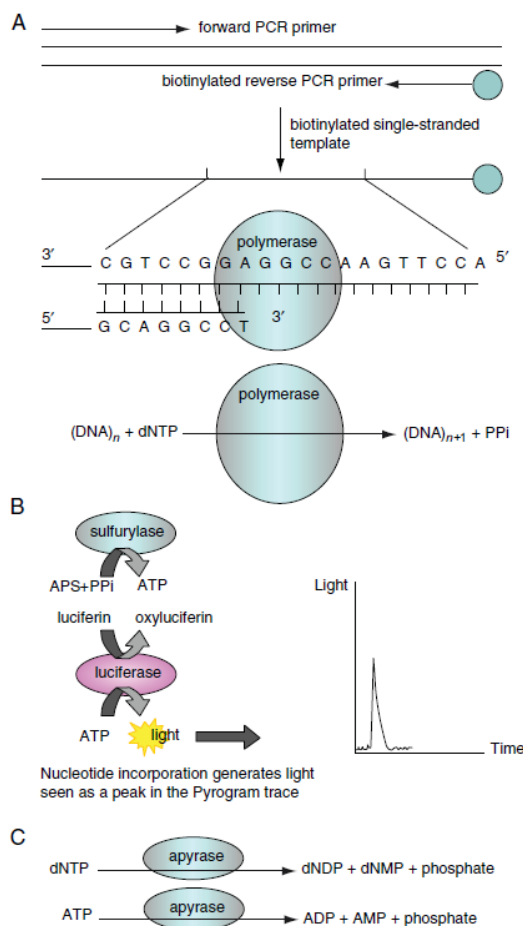 A
forward PCR primer
biotinylated reverse PCR primer
biotinylated single-stranded
template
polymerase
3′ C G T C C G G A G G C C A A G T T C C A 5′
5′ G C A G G C C T 3′
polymerase
(DNA)n + dNTP (DNA)n+1 + PPi
B
sulfurylase
APS+PPi ATP
luciferin oxyluciferin
luciferase
ATP light
Nucleotide incorporation generates light
seen as a peak in the Pyrogram trace
Light
Time
C
apyrase
dNTP dNDP + dNMP + phosphate
apyrase
ATP ADP + AMP + phosphate